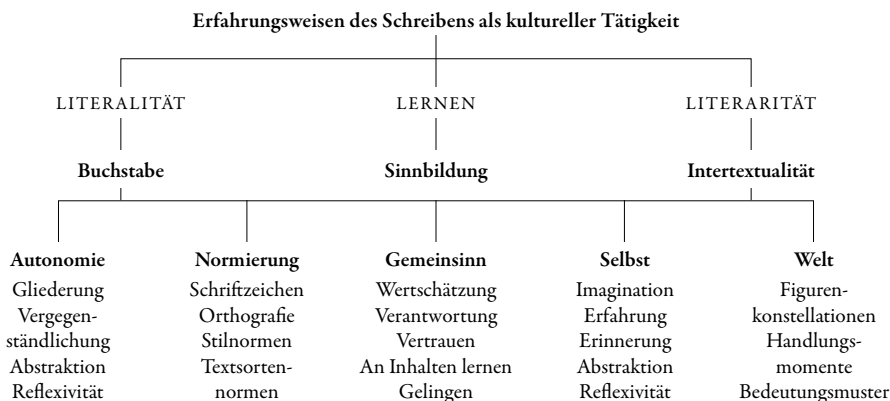 Erfahrungsweisen des Schreibens als kultureller Tätigkeit
LITERALITÄT LERNEN LITERARITÄT
Buchstabe Sinnbildung Intertextualität
Autonomie Normierung Gemeinsinn Selbst Welt
Gliederung Schriftzeichen Wertschätzung Imagination Figuren-
Vergegen- Orthografie Verantwortung Erfahrung konstellationen
ständlichung Stilnormen Vertrauen Erinnerung Handlungs-
Abstraktion Textsorten- An Inhalten lernen Abstraktion momente
Reflexivität normen Gelingen Reflexivität Bedeutungsmuster